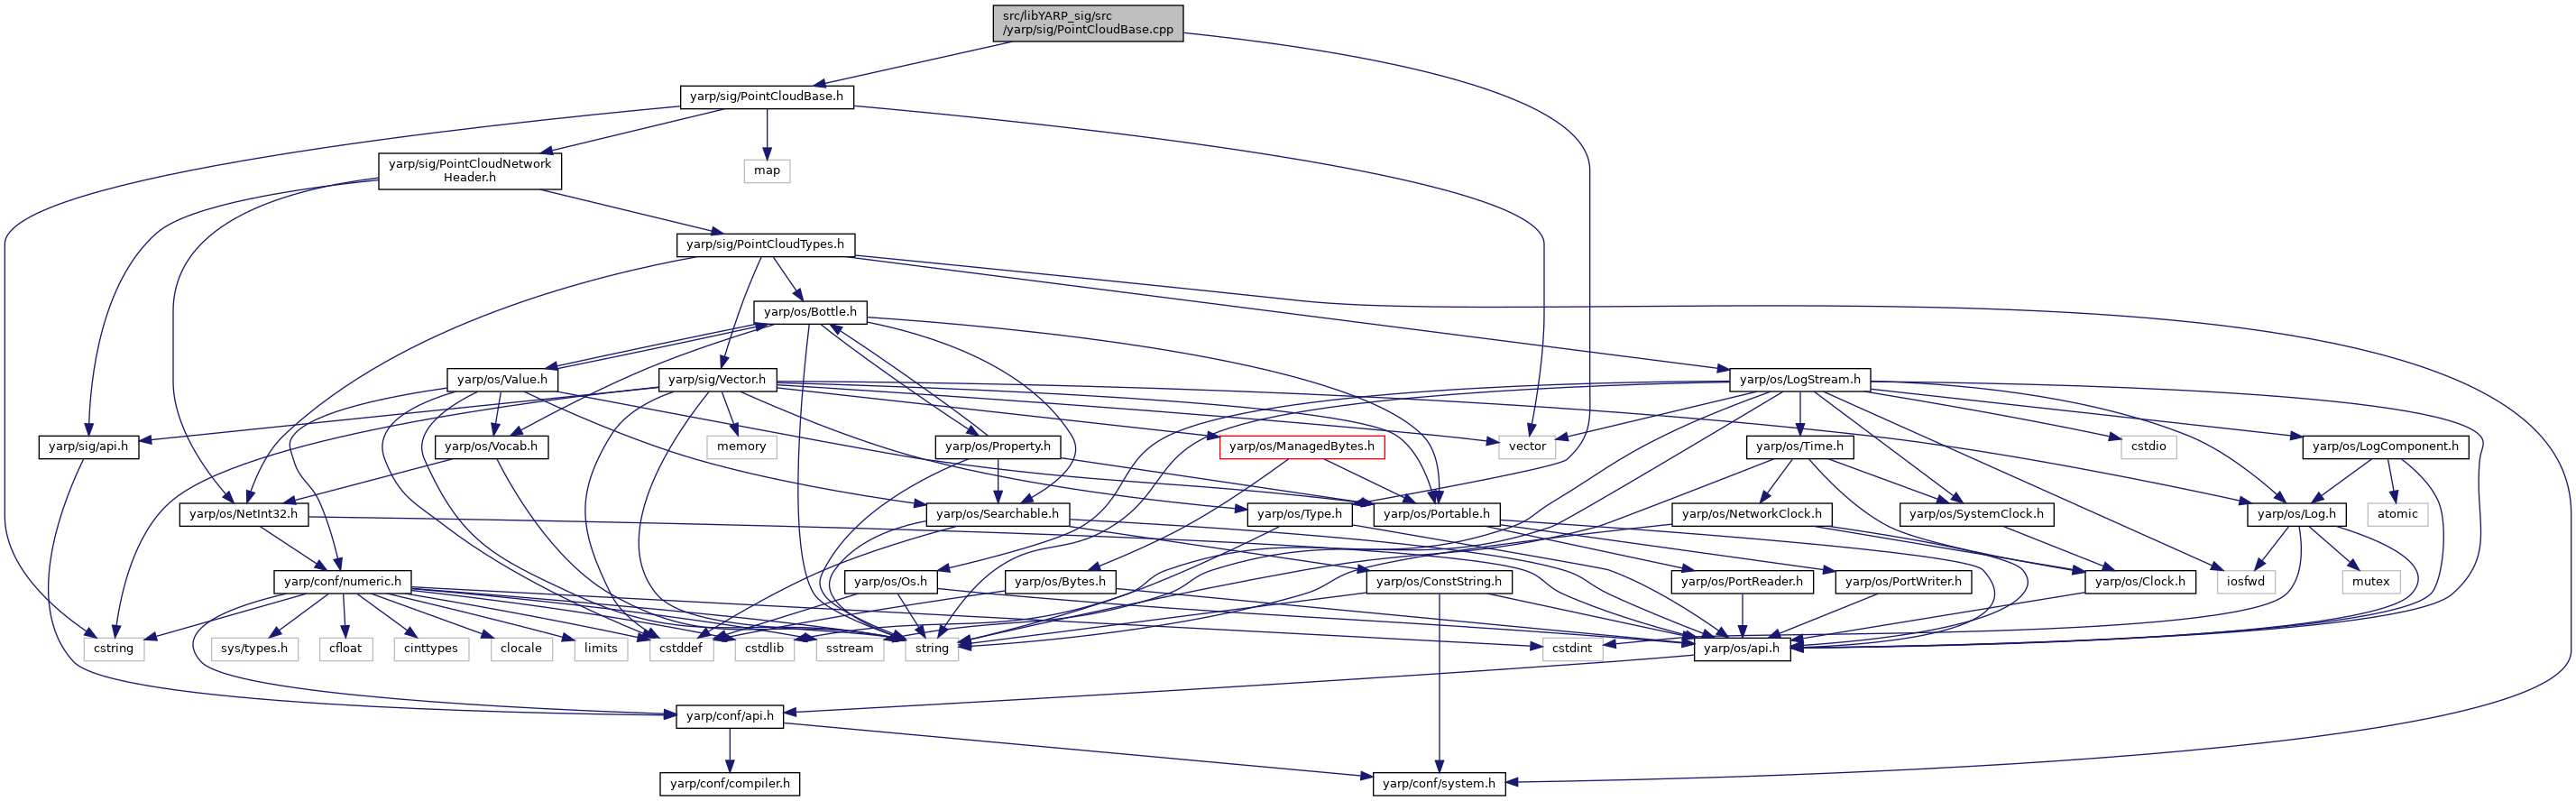 src/libYARP_sig/src
/yarp/sig/PointCloudBase.cpp
yarp/sig/PointCloudBase.h
yarp/sig/PointCloudNetwork
Header.h
map
yarp/sig/PointCloudTypes.h
yarp/os/Bottle.h
yarp/os/Value.h
yarp/sig/Vector.h
yarp/os/LogStream.h
yarp/sig/api.h
yarp/os/Vocab.h
memory
yarp/os/Property.h
yarp/os/ManagedBytes.h
vector
yarp/os/Time.h
cstdio
yarp/os/LogComponent.h
yarp/os/NetInt32.h
yarp/os/Searchable.h
yarp/os/Type.h
yarp/os/Portable.h
yarp/os/NetworkClock.h
yarp/os/SystemClock.h
yarp/os/Log.h
atomic
yarp/conf/numeric.h
yarp/os/Os.h
yarp/os/Bytes.h
yarp/os/ConstString.h
yarp/os/PortReader.h
yarp/os/PortWriter.h
yarp/os/Clock.h
iosfwd
mutex
cstring
sys/types.h
cfloat
cinttypes
clocale
limits
cstddef
cstdlib
sstream
string
cstdint
yarp/os/api.h
yarp/conf/api.h
yarp/conf/compiler.h
yarp/conf/system.h